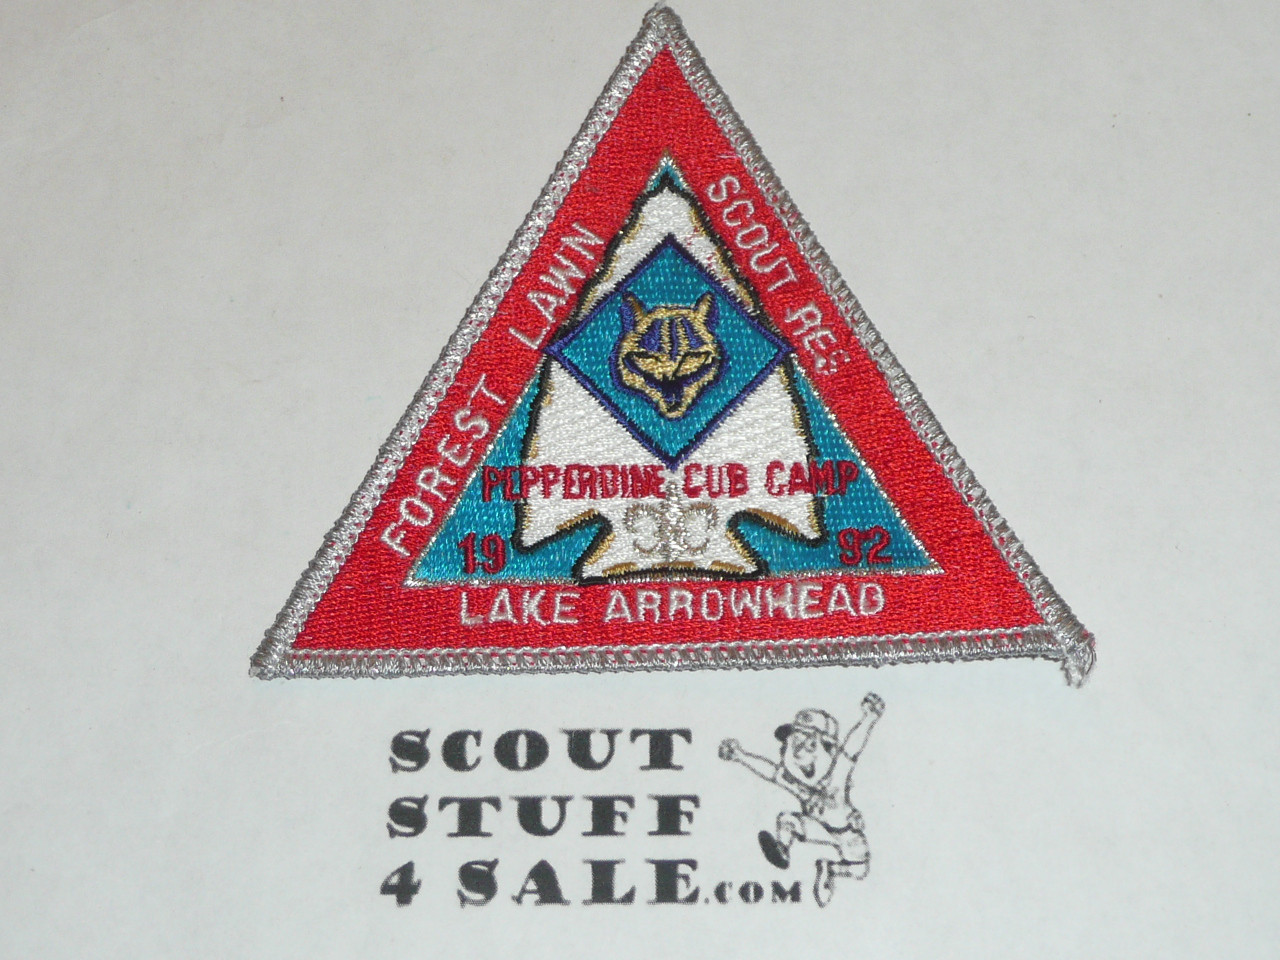 FOREST LAWN
SCOUT RES
PEPPERDINE CUB CAMP
19 92
LAKE ARROWHEAD
SCOUT
STUFF
4 SALE.COM